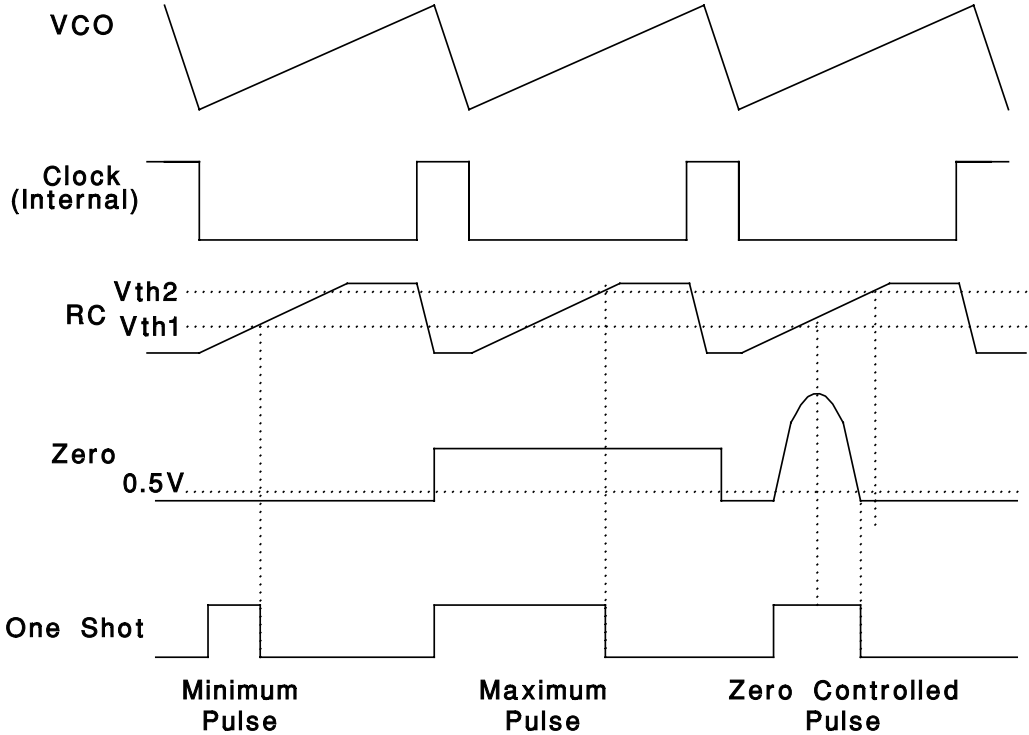 VCO
Clock
(Internal)
Vth2
RC
Vth1
Zero
0.5V
One Shot
Minimum
Pulse
Maximum
Pulse
Zero Controlled
Pulse